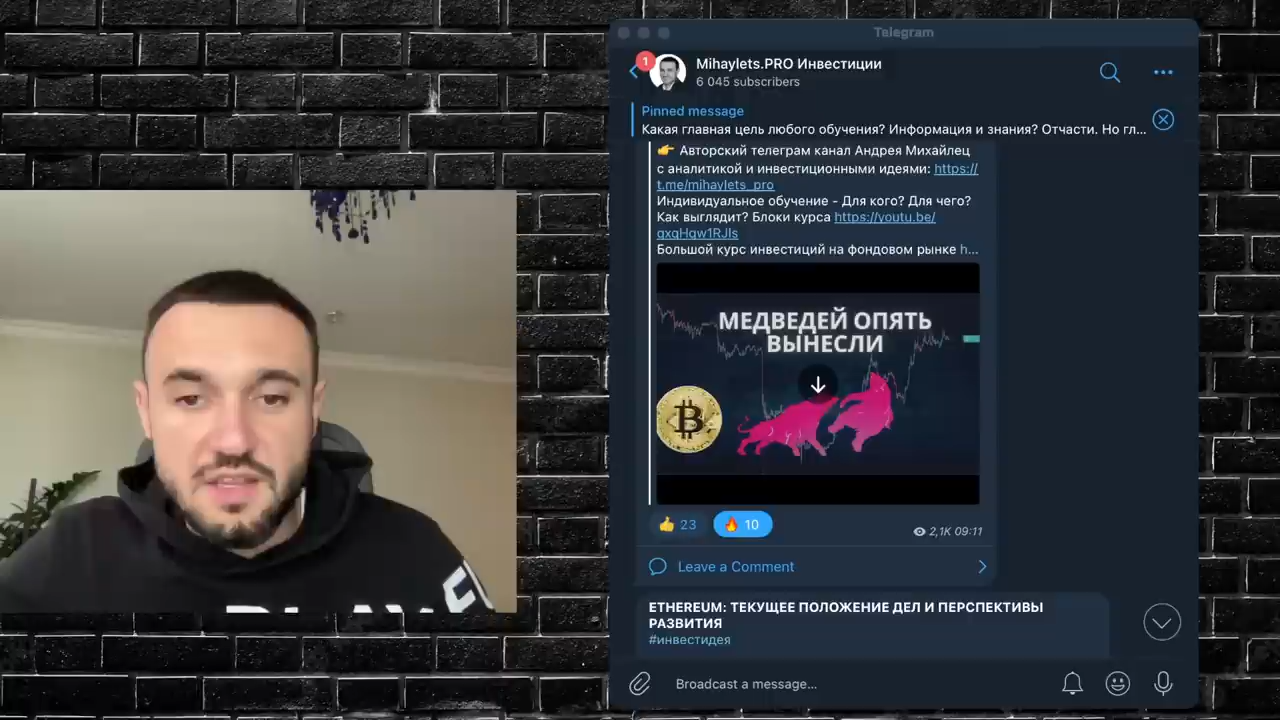 Telegram
1
Mihaylets.PRO Инвестиции
6 045 subscribers
Pinned message
Какая главная цель любого обучения? Информация и знания? Отчасти. Но гл...
👉 Авторский телеграм канал Андрея Михайлец
с аналитикой и инвестиционными идеями: https://
t.me/mihaylets_pro
Индивидуальное обучение - Для кого? Для чего?
Как выглядит? Блоки курса https://youtu.be/
qxqHqw1RJIs
Большой курс инвестиций на фондовом рынке h...
МЕДВЕДЕЙ ОПЯТЬ
ВЫНЕСЛИ
👍 23 🔥 10
2,1K 09:11
Leave a Comment
ETHEREUM: ТЕКУЩЕЕ ПОЛОЖЕНИЕ ДЕЛ И ПЕРСПЕКТИВЫ
РАЗВИТИЯ
#инвестидея
Broadcast a message...